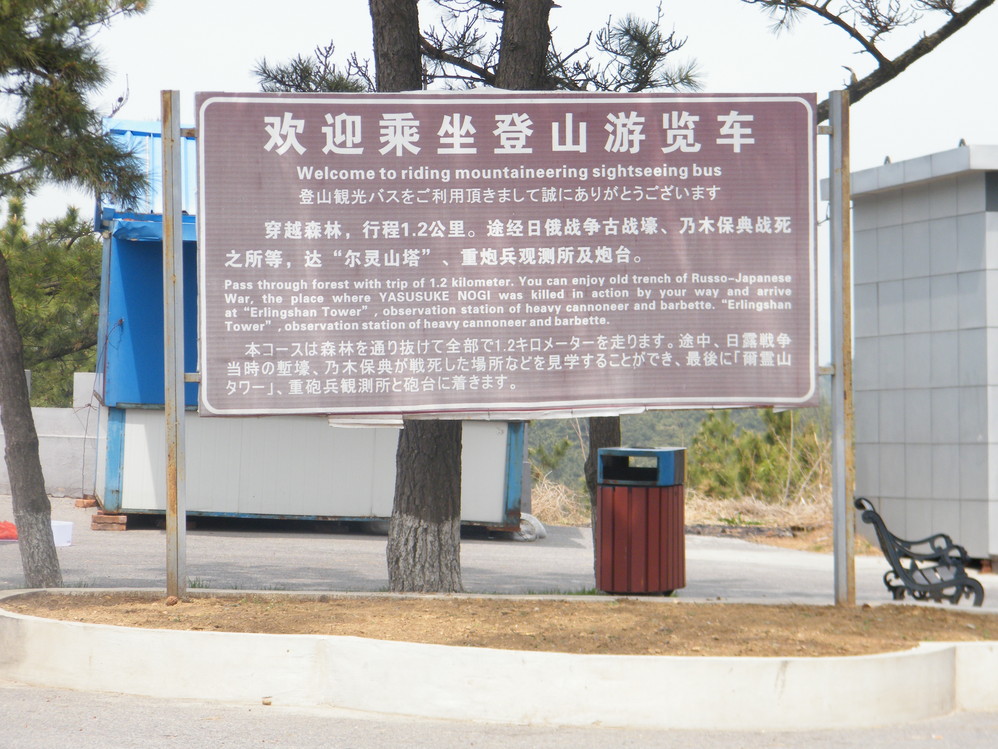 欢迎乘坐登山游览车
Welcome to riding mountaineering sightseeing bus
登山観光バスをご利用頂きまして誠にありがとうございます
穿越森林，行程1.2公里。途经日俄战争古战壕、乃木保典战死
之所等，达“尔灵山塔”、重炮兵观测所及炮台。
Pass through forest with trip of 1.2 kilometer. You can enjoy old trench of Russo-Japanese
War, the place where YASUSUKE NOGI was killed in action by your way and arrive
at “Erlingshan Tower”, observation station of heavy cannoneer and barbette. “Erlingshan
Tower”, observation station of heavy cannoneer and barbette.
本コースは森林を通り抜けて全部で1.2キロメーターを走ります。途中、日露戦争
当時の塹壕、乃木保典が戦死した場所などを見学することができ、最後に「爾霊山
タワー」、重砲兵観測所と砲台に着きます。